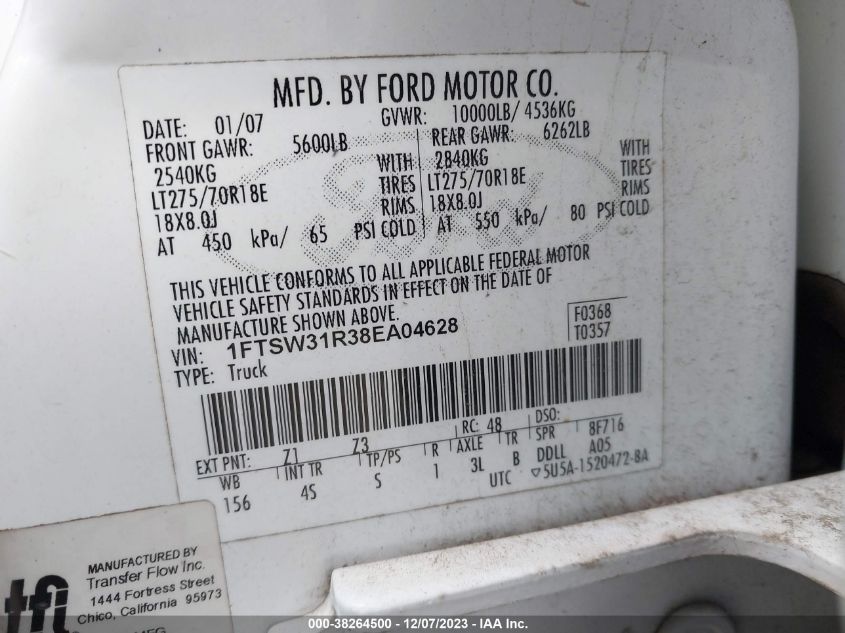 MFD. BY FORD MOTOR CO.
DATE: 01/07 GVWR: 10000LB/ 4536KG
FRONT GAWR: 5600LB REAR GAWR: 6262LB
2540KG WITH 2840KG WITH
LT275/70R18E TIRES LT275/70R18E TIRES
18X8.0J RIMS 18X8.0J RIMS
AT 450 kPa/ 65 PSI COLD AT 550 kPa/ 80 PSI COLD
THIS VEHICLE CONFORMS TO ALL APPLICABLE FEDERAL MOTOR
VEHICLE SAFETY STANDARDS IN EFFECT ON THE DATE OF
MANUFACTURE SHOWN ABOVE.
VIN: 1FTSW31R38EA04628 F0368
TYPE: Truck T0357
EXT PNT: Z1 Z3 RC: 48 DSO:
WB INT TR TP/PS R AXLE TR SPR 8F716
156 4S S 1 3L B DDLL A05
UTC ▽5U5A-1520472-8A
tfi
MANUFACTURED BY
Transfer Flow Inc.
1444 Fortress Street
Chico, California 95973
000-38264500 - 12/07/2023 - IAA Inc.